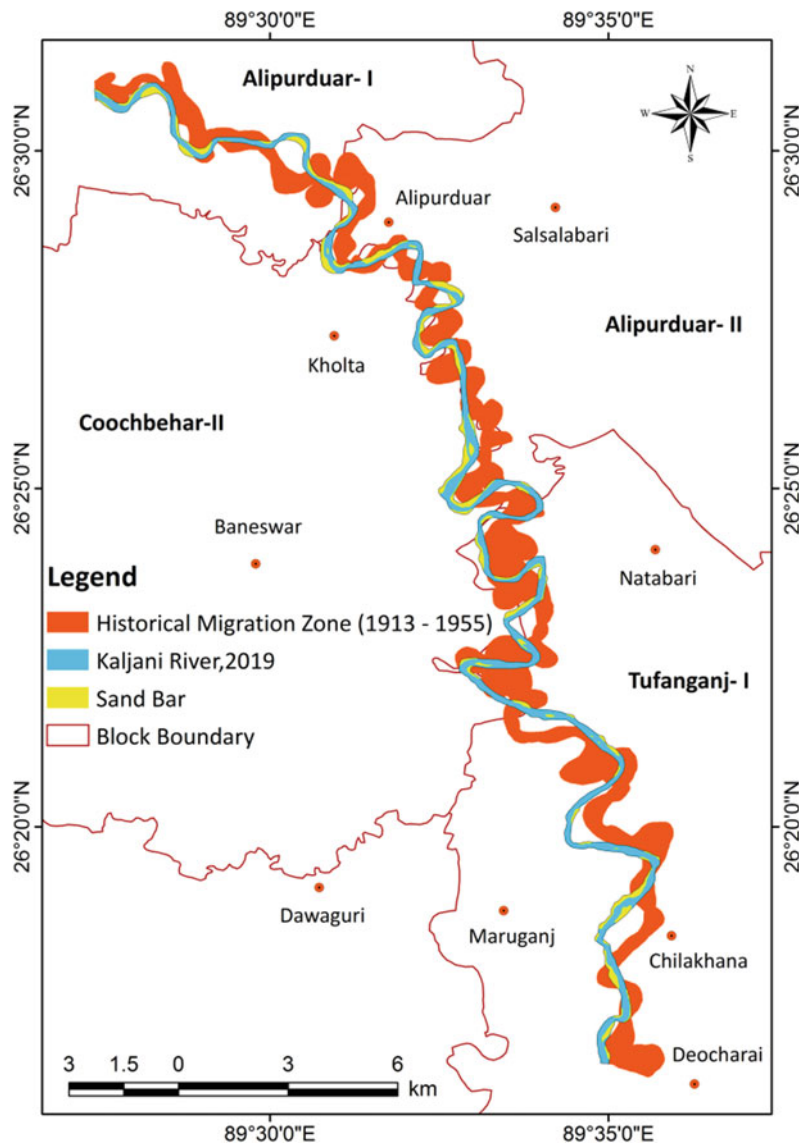 89°30'0"E
89°35'0"E
Alipurduar- I
N
W
E
S
26°30'0"N
26°30'0"N
Alipurduar
Salsalabari
Alipurduar- II
Kholta
Coochbehar-II
26°25'0"N
26°25'0"N
Baneswar
Natabari
Legend
Historical Migration Zone (1913 - 1955)
Kaljani River,2019
Sand Bar
Block Boundary
Tufanganj- I
26°20'0"N
26°20'0"N
Dawaguri
Maruganj
Chilakhana
Deocharai
3 1.5 0 3 6
km
89°30'0"E
89°35'0"E